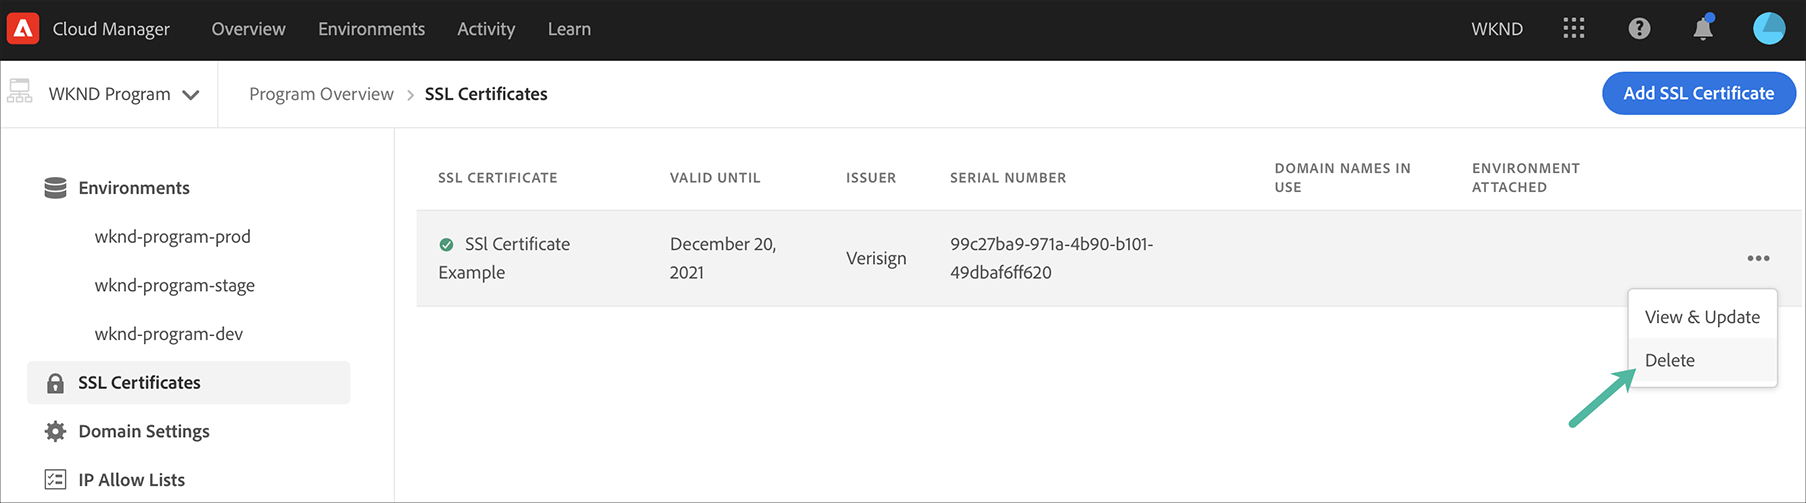 Cloud Manager Overview Environments Activity Learn WKND
WKND Program Program Overview > SSL Certificates Add SSL Certificate
Environments
wknd-program-prod
wknd-program-stage
wknd-program-dev
SSL Certificates
Domain Settings
IP Allow Lists
SSL CERTIFICATE VALID UNTIL ISSUER SERIAL NUMBER DOMAIN NAMES IN ENVIRONMENT
USE ATTACHED
SSl Certificate December 20, Verisign 99c27ba9-971a-4b90-b101-
Example 2021 49dbaf6ff620
View & Update
Delete